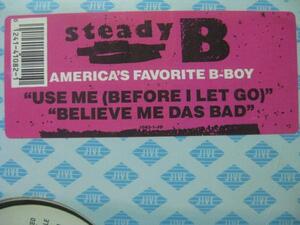 steady
B
AMERICA'S FAVORITE B-BOY
"USE ME (BEFORE I LET GO)"
"BELIEVE ME DAS BAD"
JIVE